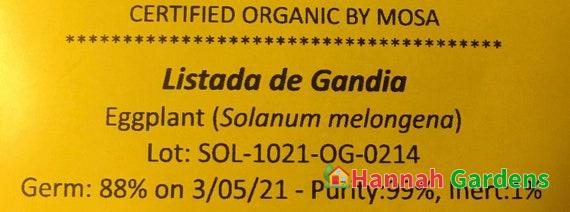 CERTIFIED ORGANIC BY MOSA
******************************************
Listada de Gandia
Eggplant (Solanum melongena)
Lot: SOL-1021-OG-0214
Hannah Gardens
Germ: 88% on 3/05/21 - Purity:99%, Inert:1%